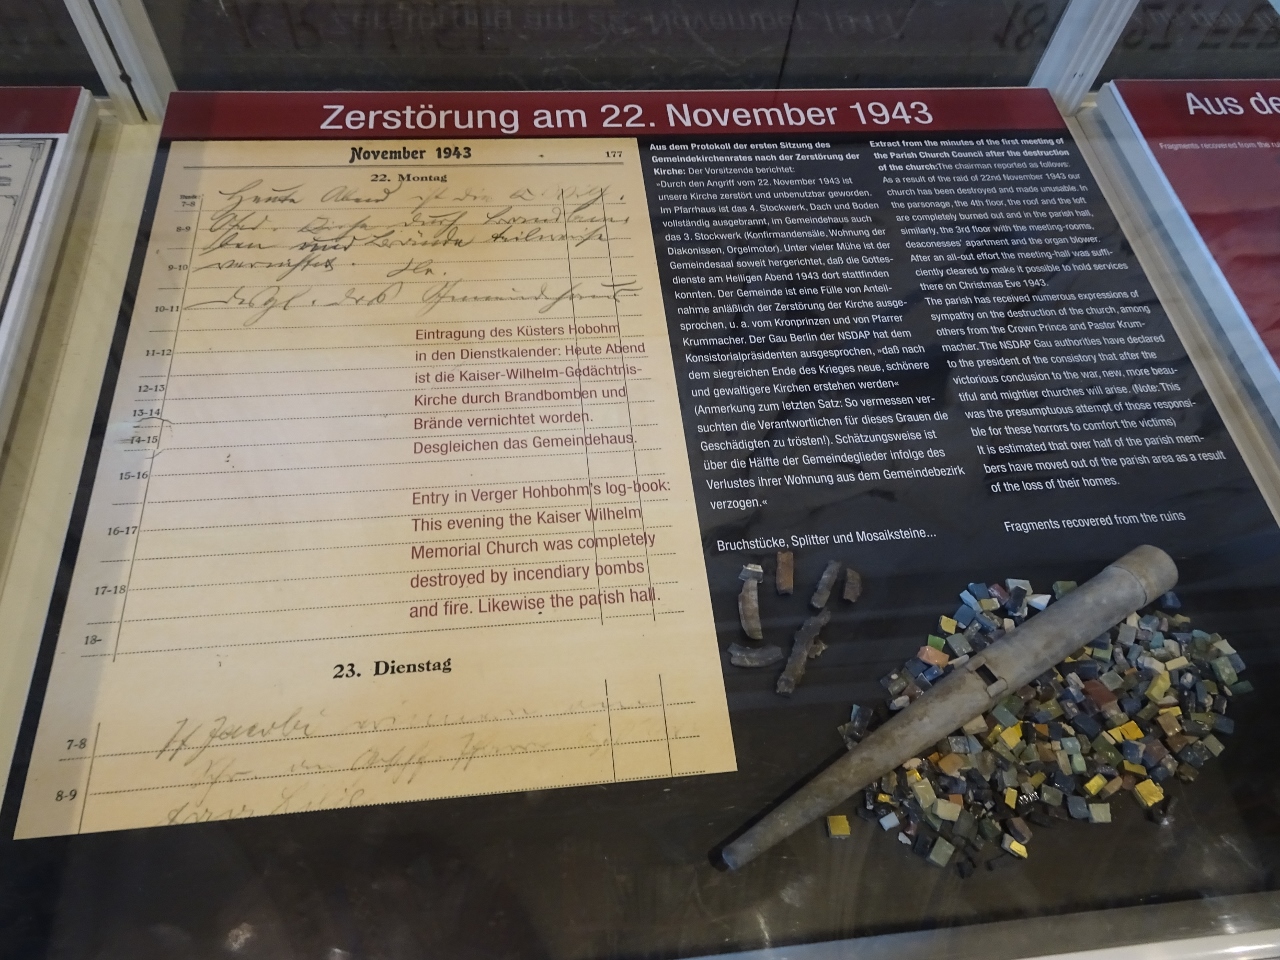 Zerstörung am 22. November 1943
November 1943
177
22. Montag
Heute Abend ist die
7-8
8-9
9-10
10-11
11-12
12-13
13-14
14-15
15-16
16-17
17-18
18-
Eintragung des Küsters Hobohm
in den Dienstkalender: Heute Abend
ist die Kaiser-Wilhelm-Gedächtnis-
Kirche durch Brandbomben und
Brände vernichtet worden.
Desgleichen das Gemeindehaus.
Entry in Verger Hohbohm's log-book:
This evening the Kaiser Wilhelm
Memorial Church was completely
destroyed by incendiary bombs
and fire. Likewise the parish hall.
23. Dienstag
7-8
8-9
Aus dem Protokoll der ersten Sitzung des
Gemeindekirchenrates nach der Zerstörung der
Kirche: Der Vorsitzende berichtet:
»Durch den Angriff vom 22. November 1943 ist
unsere Kirche zerstört und unbenutzbar geworden.
Im Pfarrhaus ist das 4. Stockwerk, Dach und Boden
vollständig ausgebrannt, im Gemeindehaus auch
das 3. Stockwerk (Konfirmandensäle, Wohnung der
Diakonissen, Orgelmotor). Unter vieler Mühe ist der
Gemeindesaal soweit hergerichtet, daß die Gottes-
dienste am Heiligen Abend 1943 dort stattfinden
konnten. Der Gemeinde ist eine Fülle von Anteil-
nahme anläßlich der Zerstörung der Kirche ausge-
sprochen, u. a. vom Kronprinzen und von Pfarrer
Krummacher. Der Gau Berlin der NSDAP hat dem
Konsistorialpräsidenten ausgesprochen, »daß nach
dem siegreichen Ende des Krieges neue, schönere
und gewaltigere Kirchen erstehen werden«
(Anmerkung zum letzten Satz: So vermessen ver-
suchten die Verantwortlichen für dieses Grauen die
Geschädigten zu trösten!). Schätzungsweise ist
über die Hälfte der Gemeindeglieder infolge des
Verlustes ihrer Wohnung aus dem Gemeindebezirk
verzogen.«
Bruchstücke, Splitter und Mosaiksteine...
Extract from the minutes of the first meeting of
the Parish Church Council after the destruction
of the church:The chairman reported as follows:
As a result of the raid of 22nd November 1943 our
church has been destroyed and made unusable. In
the parsonage, the 4th floor, the roof and the loft
are completely burned out and in the parish hall,
similarly, the 3rd floor with the meeting-rooms,
deaconesses' apartment and the organ blower.
After an all-out effort the meeting-hall was suffi-
ciently cleared to make it possible to hold services
there on Christmas Eve 1943.
The parish has received numerous expressions of
sympathy on the destruction of the church, among
others from the Crown Prince and Pastor Krum-
macher. The NSDAP Gau authorities have declared
to the president of the consistory that after the
victorious conclusion to the war, new, more beau-
tiful and mightier churches will arise. (Note: This
was the presumptuous attempt of those responsi-
ble for these horrors to comfort the victims)
It is estimated that over half of the parish mem-
bers have moved out of the parish area as a result
of the loss of their homes.
Fragments recovered from the ruins
Aus de
Fragments recovered from the ru